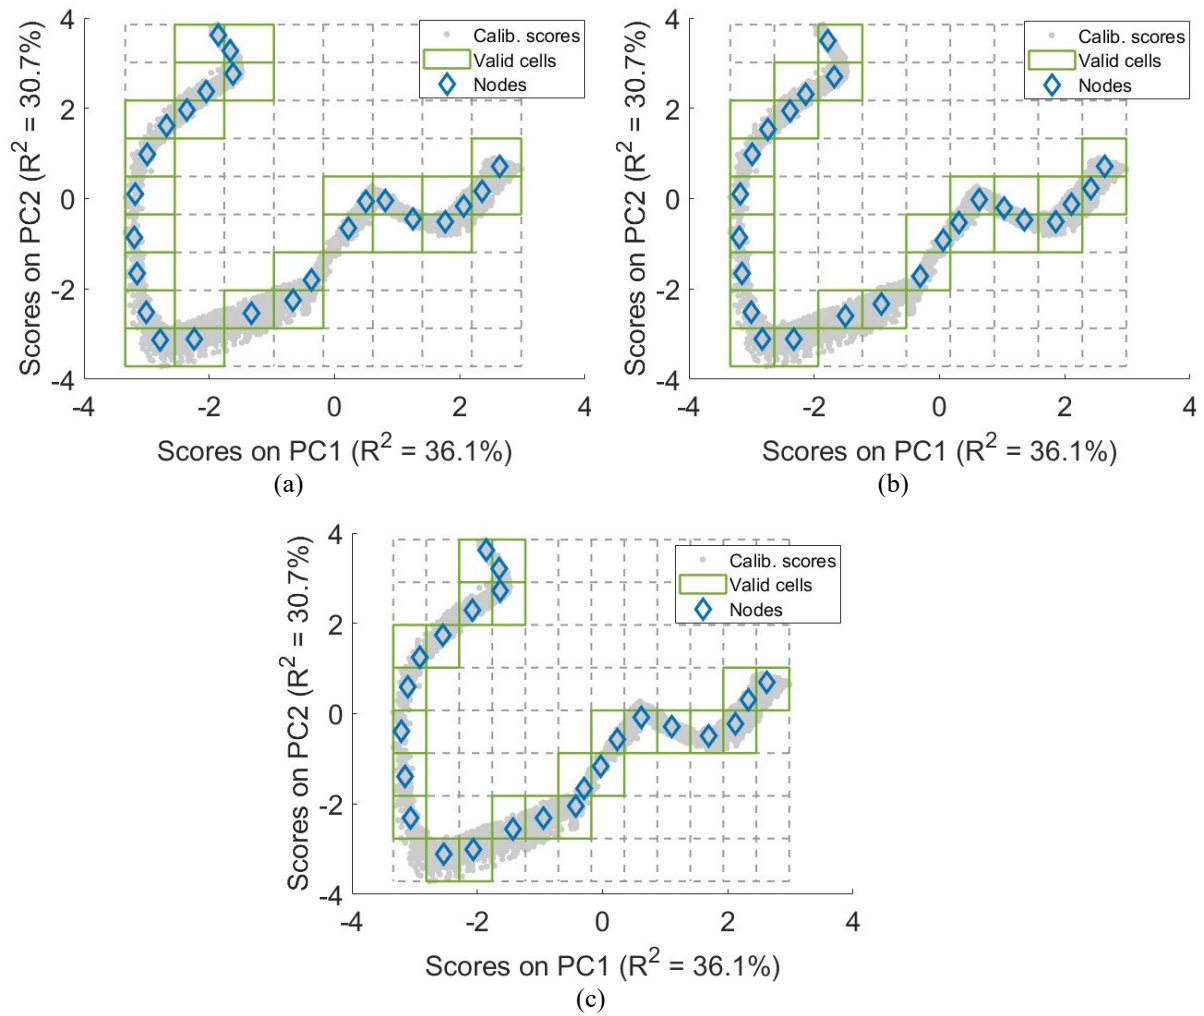 4
2
0
-2
-4
-4
-2
0
2
4
Scores on PC2 (R² = 30.7%)
Scores on PC1 (R² = 36.1%)
Calib. scores
Valid cells
Nodes
(a)
4
2
0
-2
-4
-4
-2
0
2
4
Scores on PC2 (R² = 30.7%)
Scores on PC1 (R² = 36.1%)
Calib. scores
Valid cells
Nodes
(b)
4
2
0
-2
-4
-4
-2
0
2
4
Scores on PC2 (R² = 30.7%)
Scores on PC1 (R² = 36.1%)
Calib. scores
Valid cells
Nodes
(c)